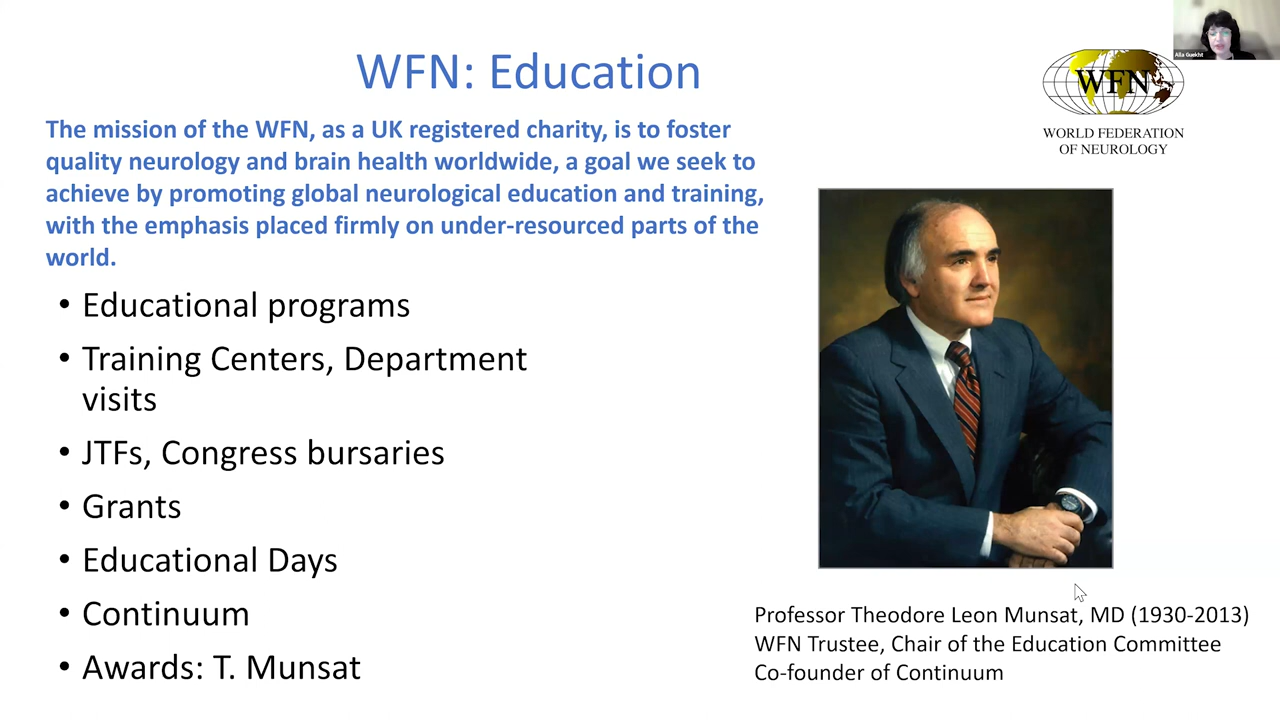 WFN: Education
The mission of the WFN, as a UK registered charity, is to foster
quality neurology and brain health worldwide, a goal we seek to
achieve by promoting global neurological education and training,
with the emphasis placed firmly on under-resourced parts of the
world.
• Educational programs
• Training Centers, Department
visits
• JTFs, Congress bursaries
• Grants
• Educational Days
• Continuum
• Awards: T. Munsat
Alla Guekht
WFN
WORLD FEDERATION
OF NEUROLOGY
Professor Theodore Leon Munsat, MD (1930-2013)
WFN Trustee, Chair of the Education Committee
Co-founder of Continuum